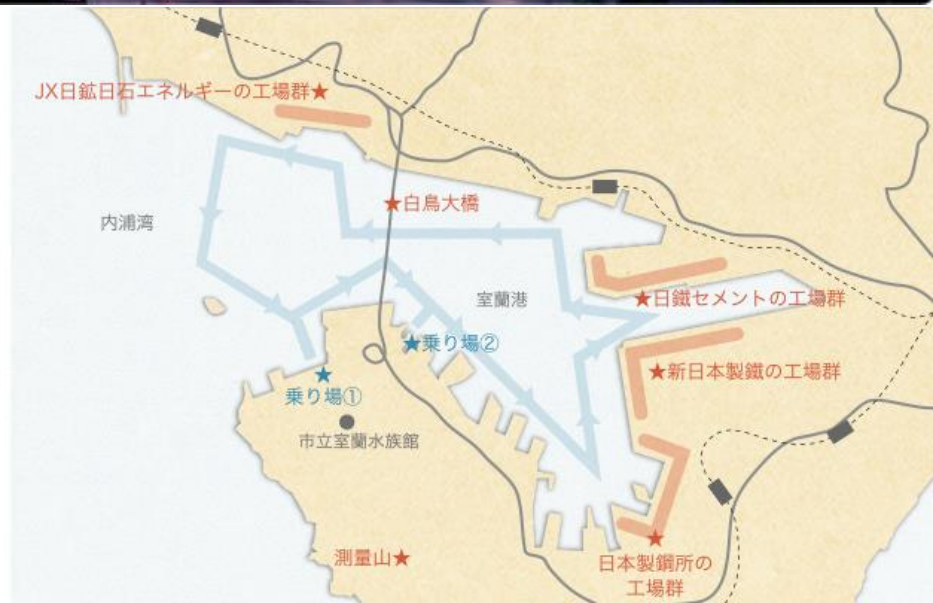 JX日鉱日石エネルギーの工場群★
★白鳥大橋
内浦湾
室蘭港
★日鐵セメントの工場群
★乗り場②
★新日本製鐵の工場群
★
乗り場①
市立室蘭水族館
測量山★
★
日本製鋼所の
工場群